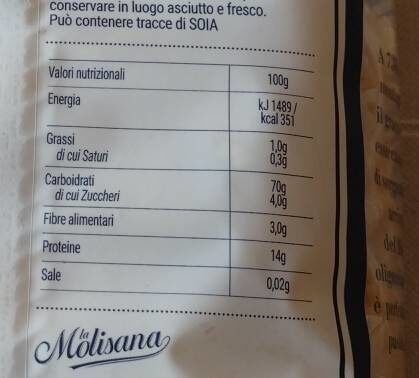 conservare in luogo asciutto e fresco.
Può contenere tracce di SOIA
Valori nutrizionali 100g
Energia kJ 1489 /
kcal 351
Grassi 1,0g
di cui Saturi 0,3g
Carboidrati 70g
di cui Zuccheri 4,0g
Fibre alimentari 3,0g
Proteine 14g
Sale 0,02g
la
Molisana